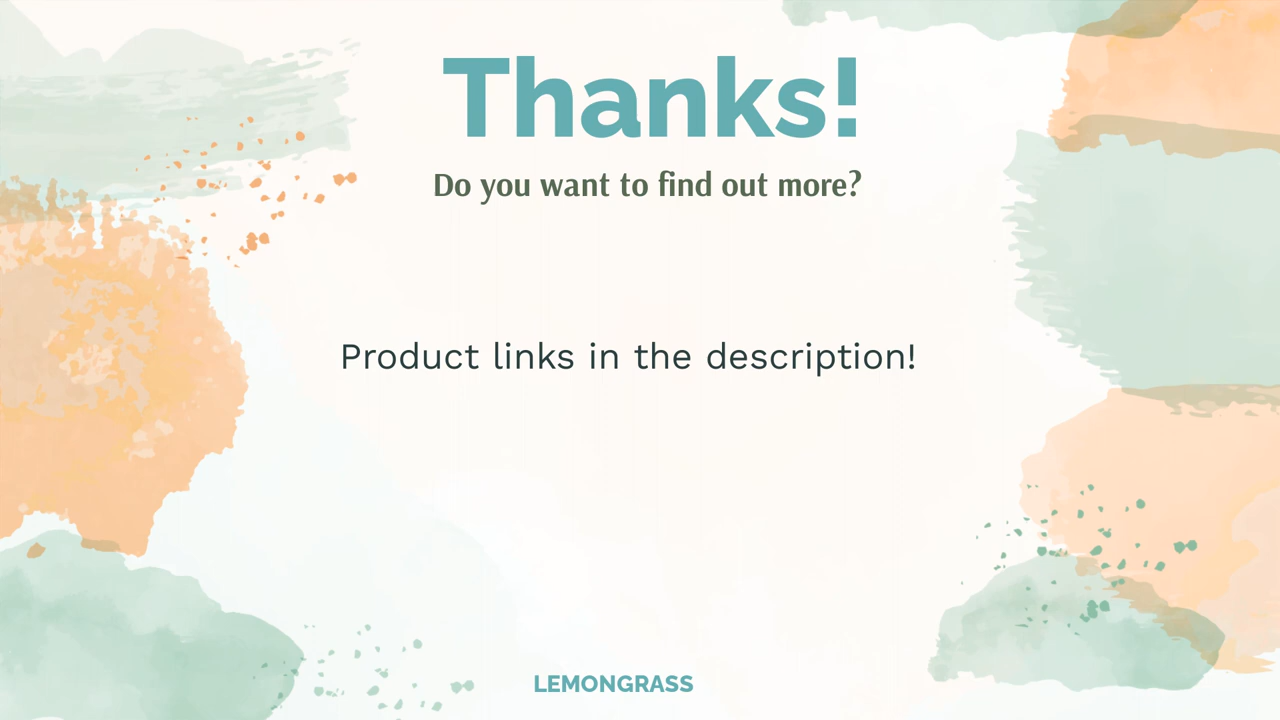 Thanks!
Do you want to find out more?
Product links in the description!
LEMONGRASS